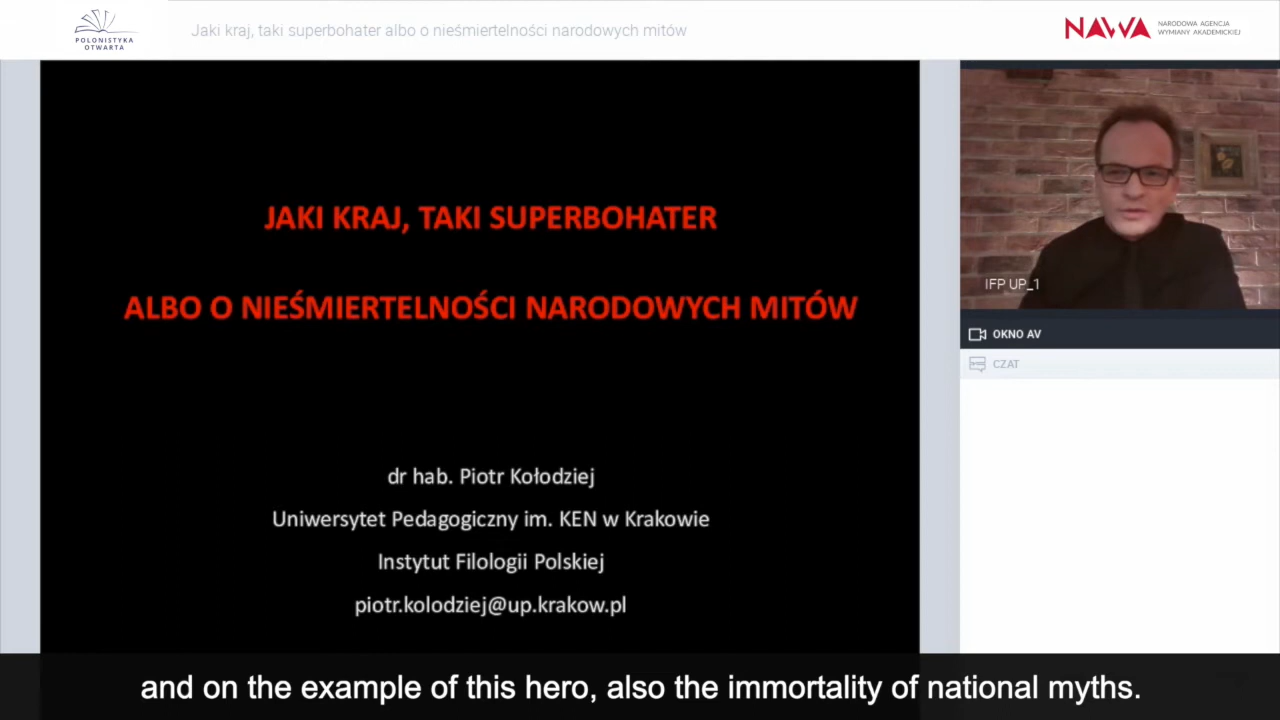 POLONISTYKA
OTWARTA
Jaki kraj, taki superbohater albo o nieśmiertelności narodowych mitów
NAWA
NARODOWA AGENCJA
WYMIANY AKADEMICKIEJ
JAKI KRAJ, TAKI SUPERBOHATER
ALBO O NIEŚMIERTELNOŚCI NARODOWYCH MITÓW
dr hab. Piotr Kołodziej
Uniwersytet Pedagogiczny im. KEN w Krakowie
Instytut Filologii Polskiej
piotr.kolodziej@up.krakow.pl
IFP UP_1
OKNO AV
CZAT
and on the example of this hero, also the immortality of national myths.